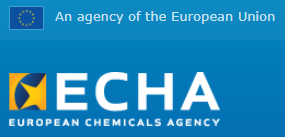 An agency of the European Union
ECHA
EUROPEAN CHEMICALS AGENCY